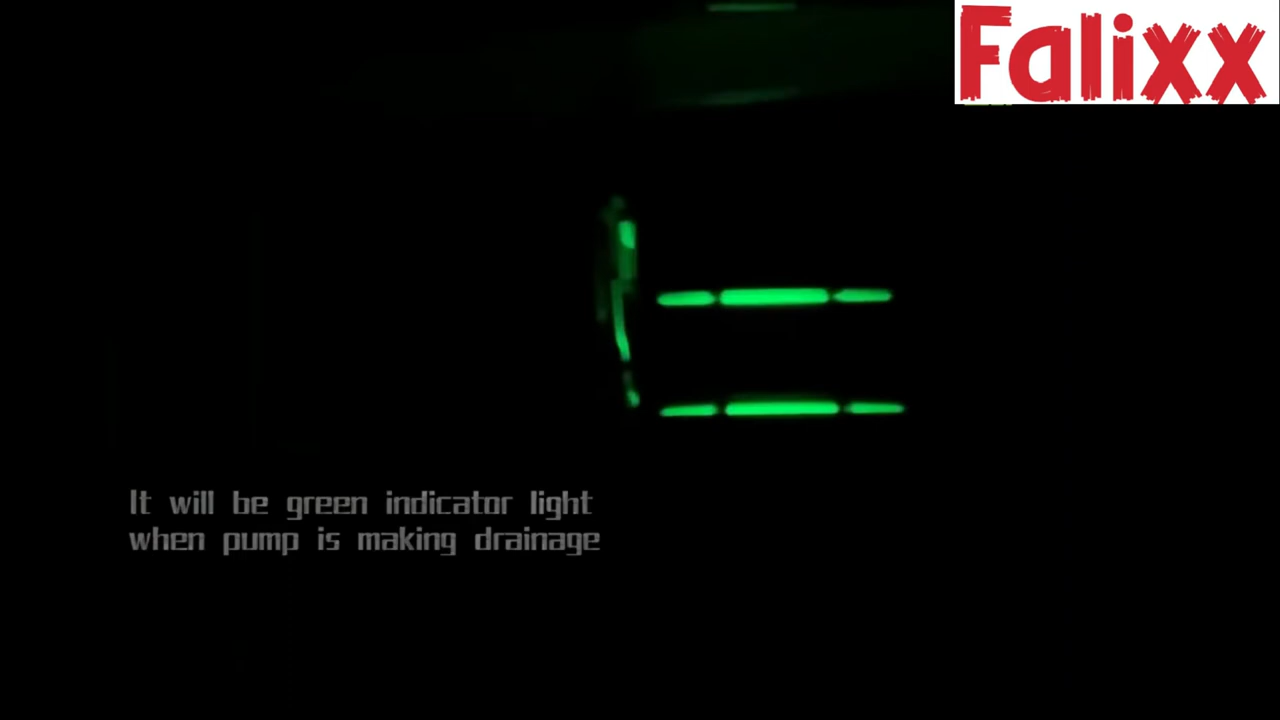 Falixx
It will be green indicator light
when pump is making drainage